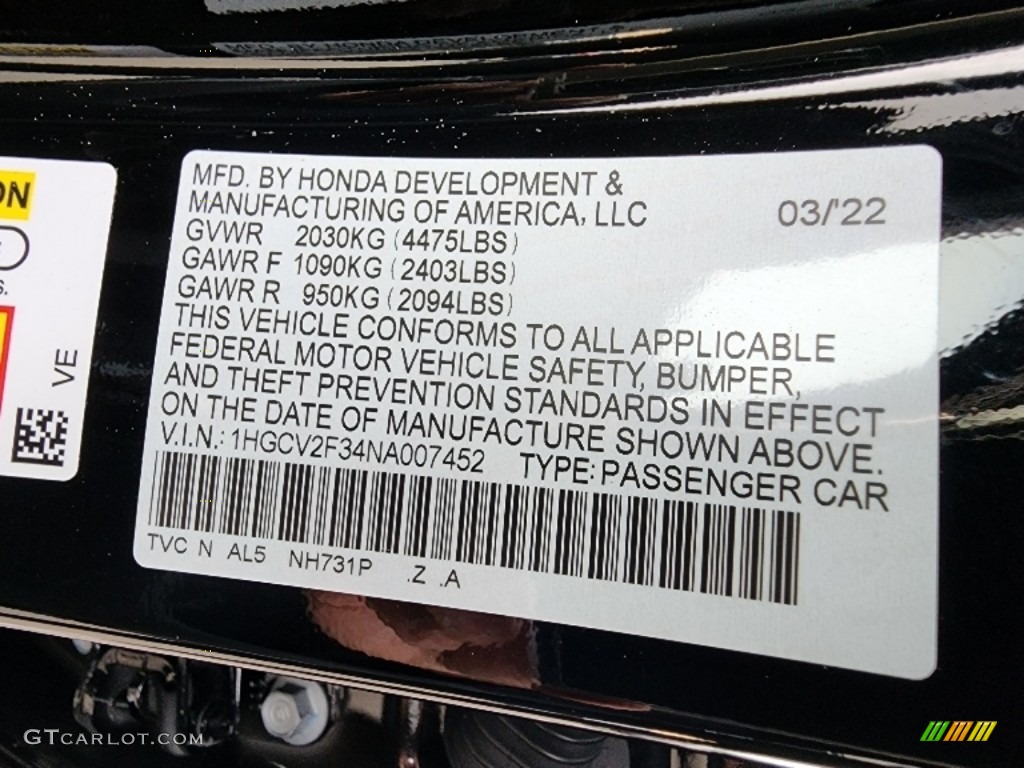 MFD. BY HONDA DEVELOPMENT &
MANUFACTURING OF AMERICA, LLC
03/'22
GVWR 2030KG (4475LBS)
GAWR F 1090KG (2403LBS)
GAWR R 950KG (2094LBS)
THIS VEHICLE CONFORMS TO ALL APPLICABLE
FEDERAL MOTOR VEHICLE SAFETY, BUMPER,
AND THEFT PREVENTION STANDARDS IN EFFECT
ON THE DATE OF MANUFACTURE SHOWN ABOVE.
V.I.N.: 1HGCV2F34NA007452 TYPE: PASSENGER CAR
TVC N AL5 NH731P .Z .A
VE
GTCARLOT.COM